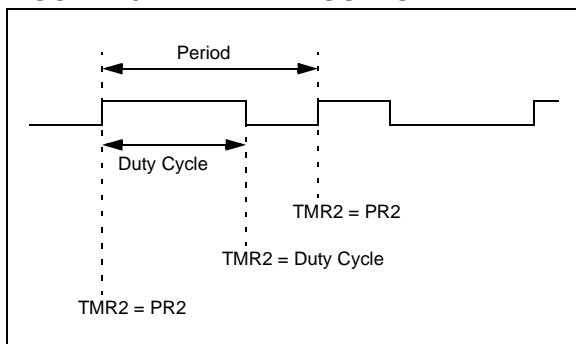 Period
Duty Cycle
TMR2 = PR2
TMR2 = Duty Cycle
TMR2 = PR2